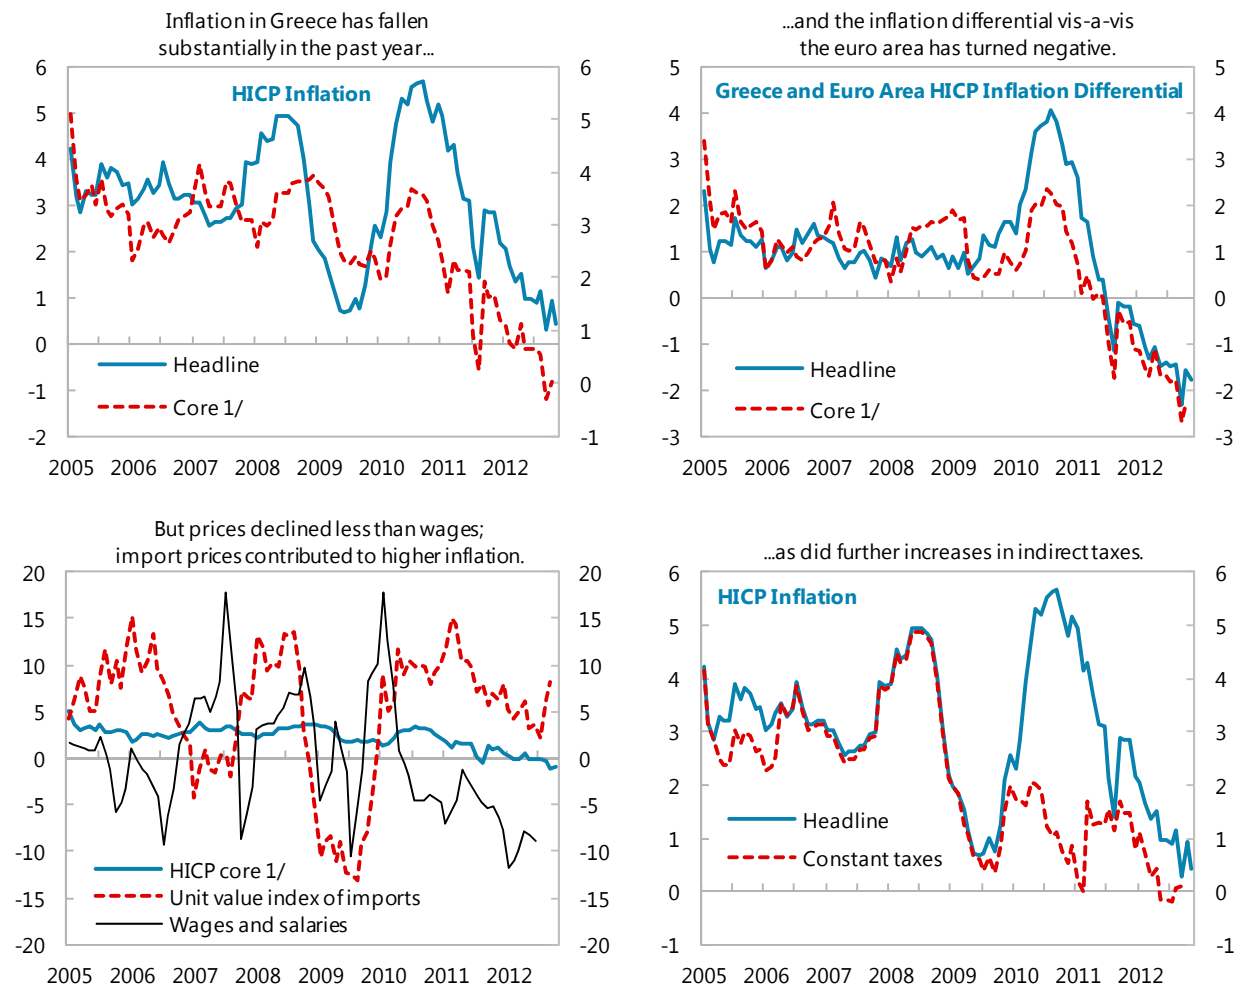 Inflation in Greece has fallen
substantially in the past year...
6 6
HICP Inflation
5 5
4 4
3 3
2 2
1 1
0 0
Headline
-1
Core 1/
-2 -1
2005 2006 2007 2008 2009 2010 2011 2012
...and the inflation differential vis-a-vis
the euro area has turned negative.
5 5
Greece and Euro Area HICP Inflation Differential
4 4
3 3
2 2
1 1
0 0
-1 -1
Headline
-2 -2
Core 1/
-3 -3
2005 2006 2007 2008 2009 2010 2011 2012
But prices declined less than wages;
import prices contributed to higher inflation.
20 20
15 15
10 10
5 5
0 0
-5 -5
-10 -10
HICP core 1/
-15 -15
Unit value index of imports
Wages and salaries
-20 -20
2005 2006 2007 2008 2009 2010 2011 2012
...as did further increases in indirect taxes.
6 6
HICP Inflation
5 5
4 4
3 3
2 2
Headline
1 1
Constant taxes
0 0
-1 -1
2005 2006 2007 2008 2009 2010 2011 2012